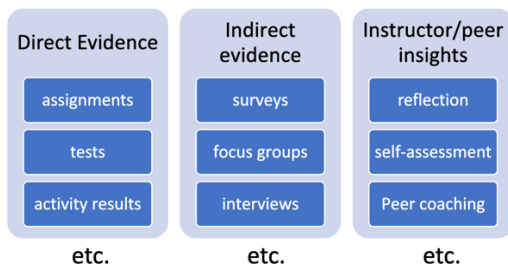 Direct Evidence
assignments
tests
activity results
etc.
Indirect
evidence
surveys
focus groups
interviews
etc.
Instructor/peer
insights
reflection
self-assessment
Peer coaching
etc.